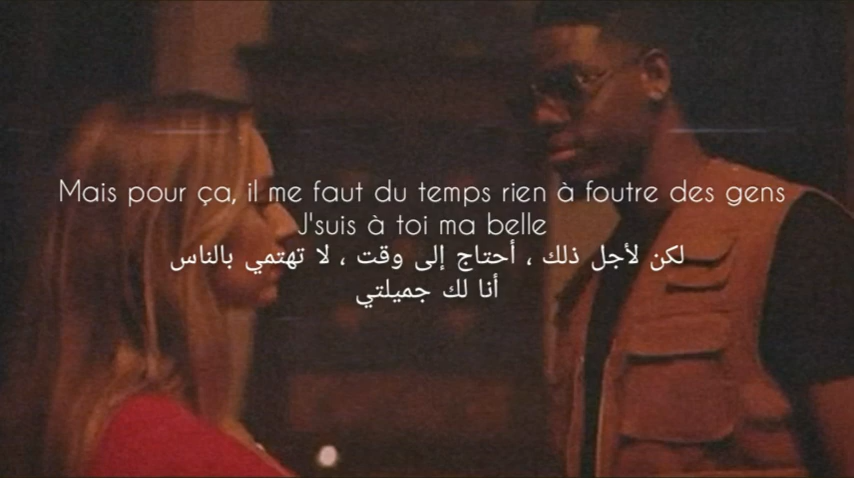 Mais pour ça, il me faut du temps rien à foutre des gens
J'suis à toi ma belle
لكن لأجل ذلك ، أحتاج إلى وقت ، لا تهتمي بالناس
أنا لك جميلتي